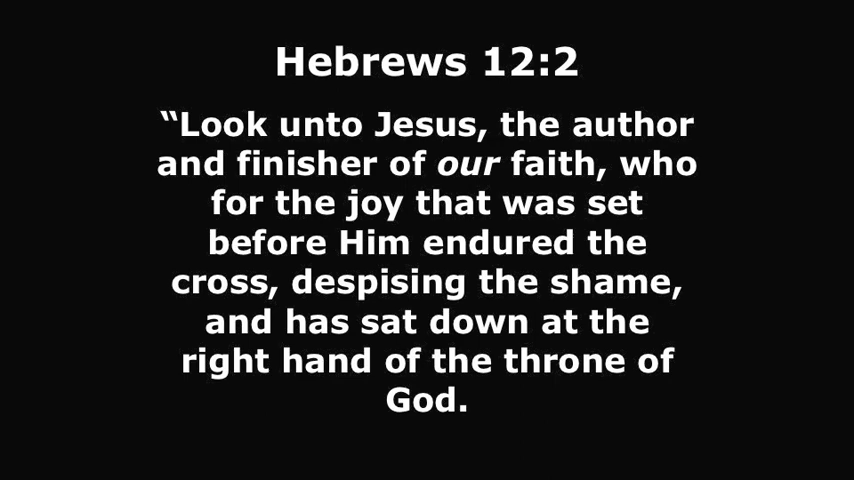 Hebrews 12:2
“Look unto Jesus, the author
and finisher of our faith, who
for the joy that was set
before Him endured the
cross, despising the shame,
and has sat down at the
right hand of the throne of
God.